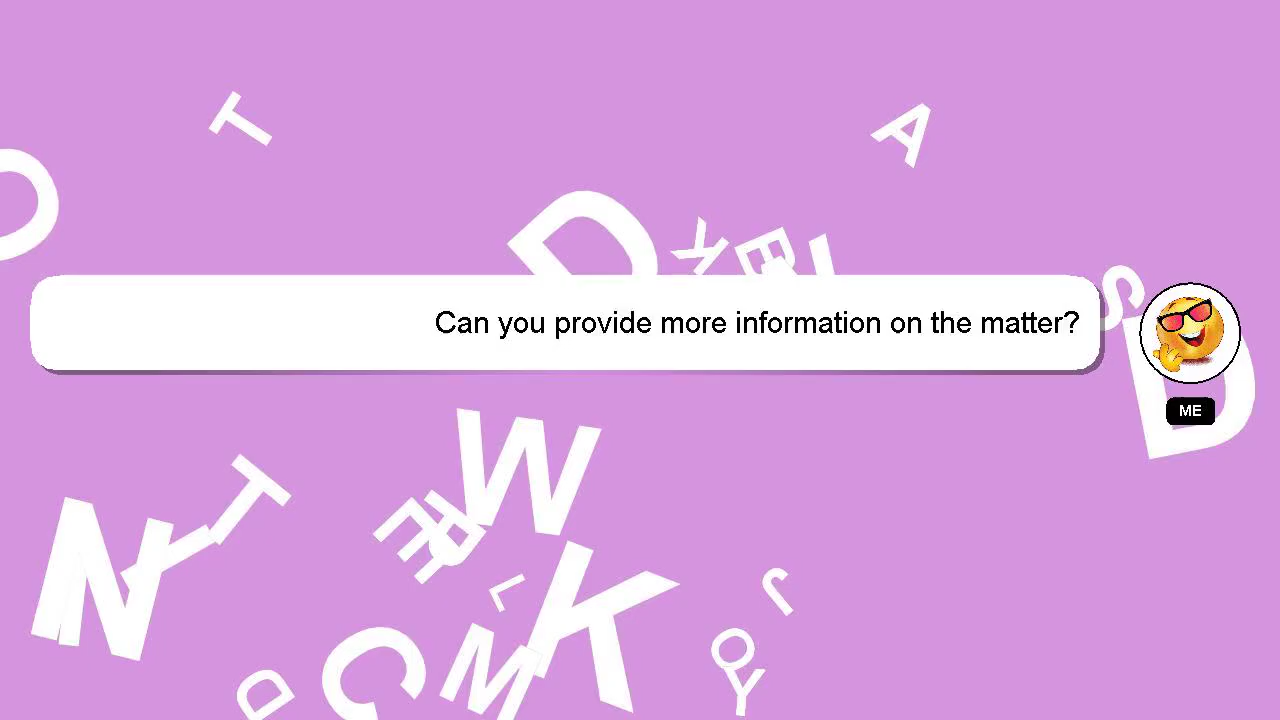 T
A
O
D
K
B
S
Can you provide more information on the matter?
D
ME
W
T
N
Y
E
R
L
K
J
C
M
O
Y
D